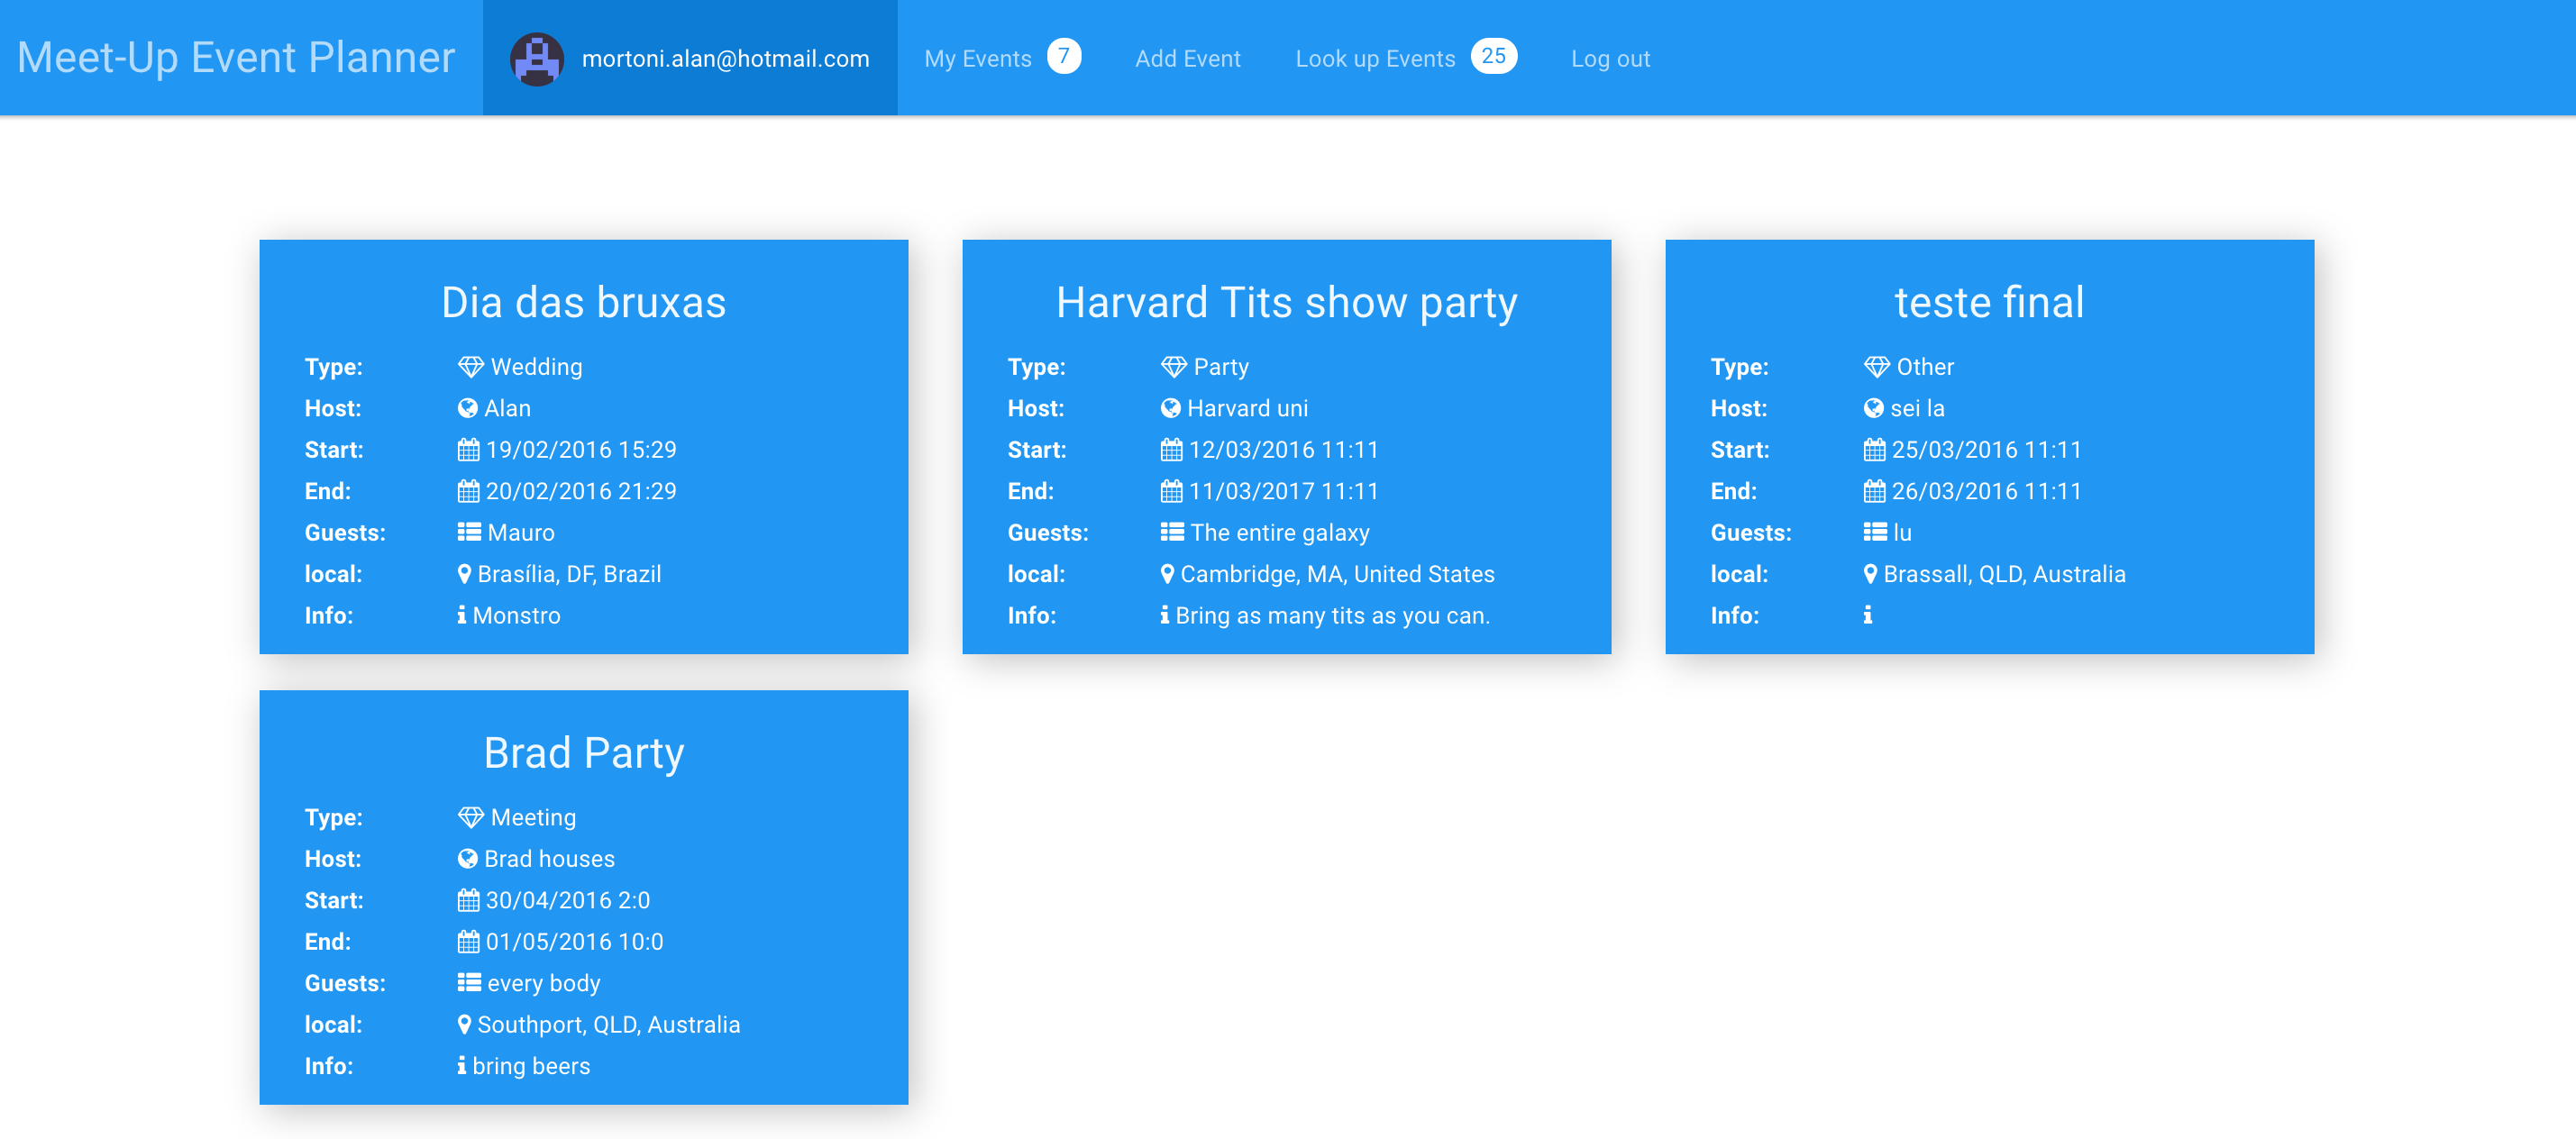 Meet-Up Event Planner
mortoni.alan@hotmail.com
My Events 7
Add Event
Look up Events 25
Log out
Dia das bruxas
Type: Wedding
Host: Alan
Start: 19/02/2016 15:29
End: 20/02/2016 21:29
Guests: Mauro
local: Brasília, DF, Brazil
Info: Monstro
Harvard Tits show party
Type: Party
Host: Harvard uni
Start: 12/03/2016 11:11
End: 11/03/2017 11:11
Guests: The entire galaxy
local: Cambridge, MA, United States
Info: Bring as many tits as you can.
teste final
Type: Other
Host: sei la
Start: 25/03/2016 11:11
End: 26/03/2016 11:11
Guests: lu
local: Brassall, QLD, Australia
Info:
Brad Party
Type: Meeting
Host: Brad houses
Start: 30/04/2016 2:0
End: 01/05/2016 10:0
Guests: every body
local: Southport, QLD, Australia
Info: bring beers